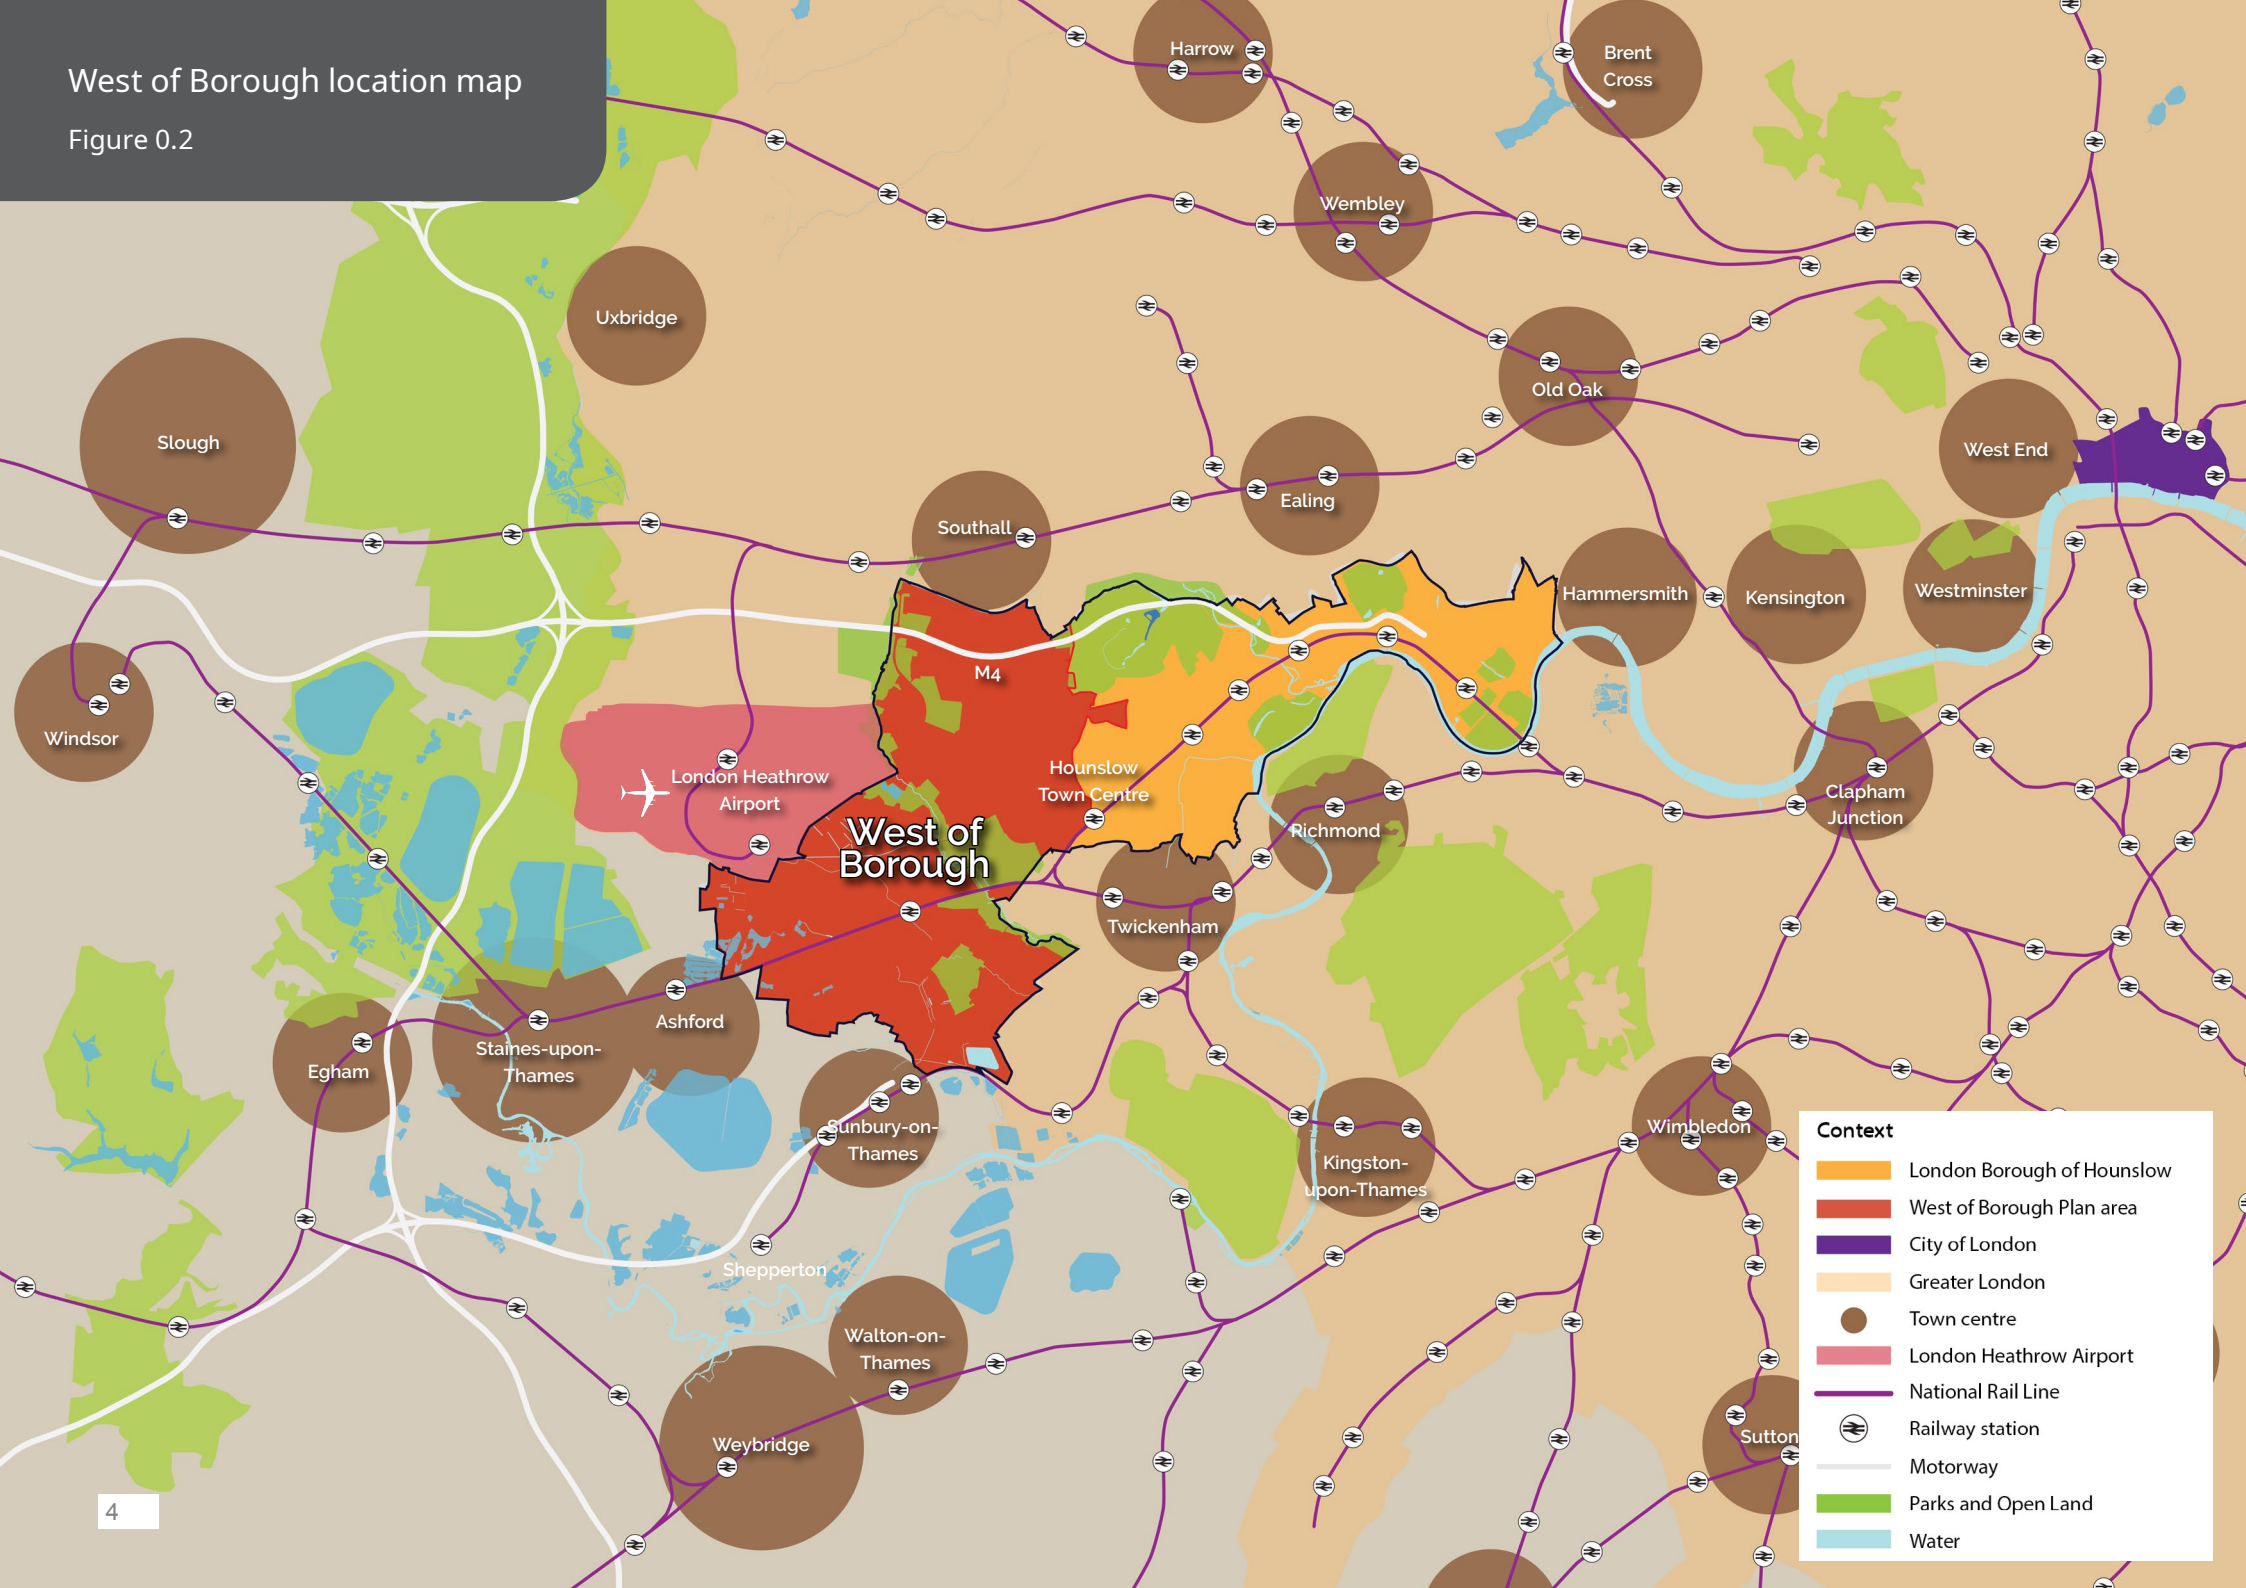 West of Borough location map
Figure 0.2
Harrow
Brent
Cross
Wembley
Uxbridge
Old Oak
Slough
West End
Southall
Ealing
Hammersmith
Kensington
Westminster
M4
Windsor
London Heathrow
Airport
Hounslow
Town Centre
West of
Borough
Richmond
Clapham
Junction
Twickenham
Ashford
Staines-upon-
Thames
Egham
Sunbury-on-
Thames
Wimbledon
Kingston-
upon-Thames
Shepperton
Walton-on-
Thames
Weybridge
Sutton
Context
London Borough of Hounslow
West of Borough Plan area
City of London
Greater London
Town centre
London Heathrow Airport
National Rail Line
Railway station
Motorway
Parks and Open Land
Water
4